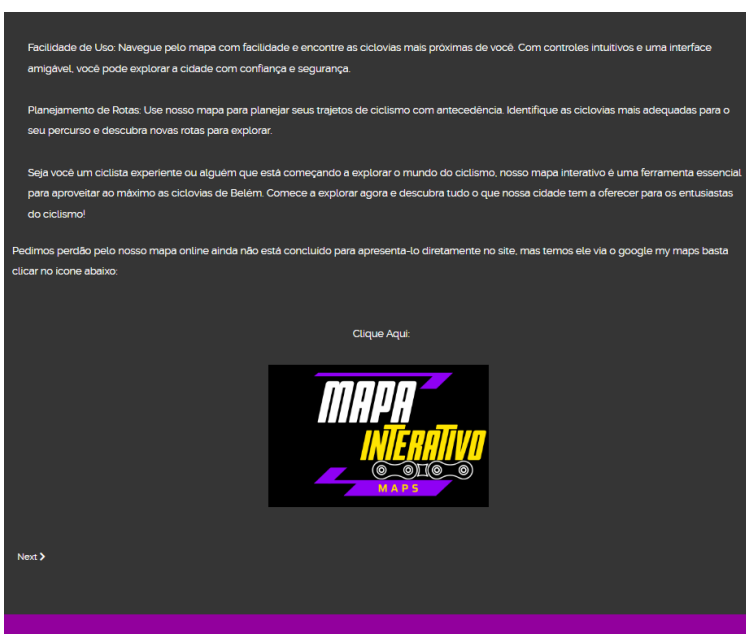 Facilidade de Uso: Navegue pelo mapa com facilidade e encontre as ciclovias mais próximas de você. Com controles intuitivos e uma interface
amigável, você pode explorar a cidade com confiança e segurança.
Planejamento de Rotas: Use nosso mapa para planejar seus trajetos de ciclismo com antecedência. Identifique as ciclovias mais adequadas para o
seu percurso e descubra novas rotas para explorar.
Seja você um ciclista experiente ou alguém que está começando a explorar o mundo do ciclismo, nosso mapa interativo é uma ferramenta essencial
para aproveitar ao máximo as ciclovias de Belém. Comece a explorar agora e descubra tudo o que nossa cidade tem a oferecer para os entusiastas
do ciclismo!
Pedimos perdão pelo nosso mapa online ainda não está concluído para apresenta-lo diretamente no site, mas temos ele via o google my maps basta
clicar no icone abaixo:
Clique Aqui:
MAPA
INTERATIVO
MAPS
Next